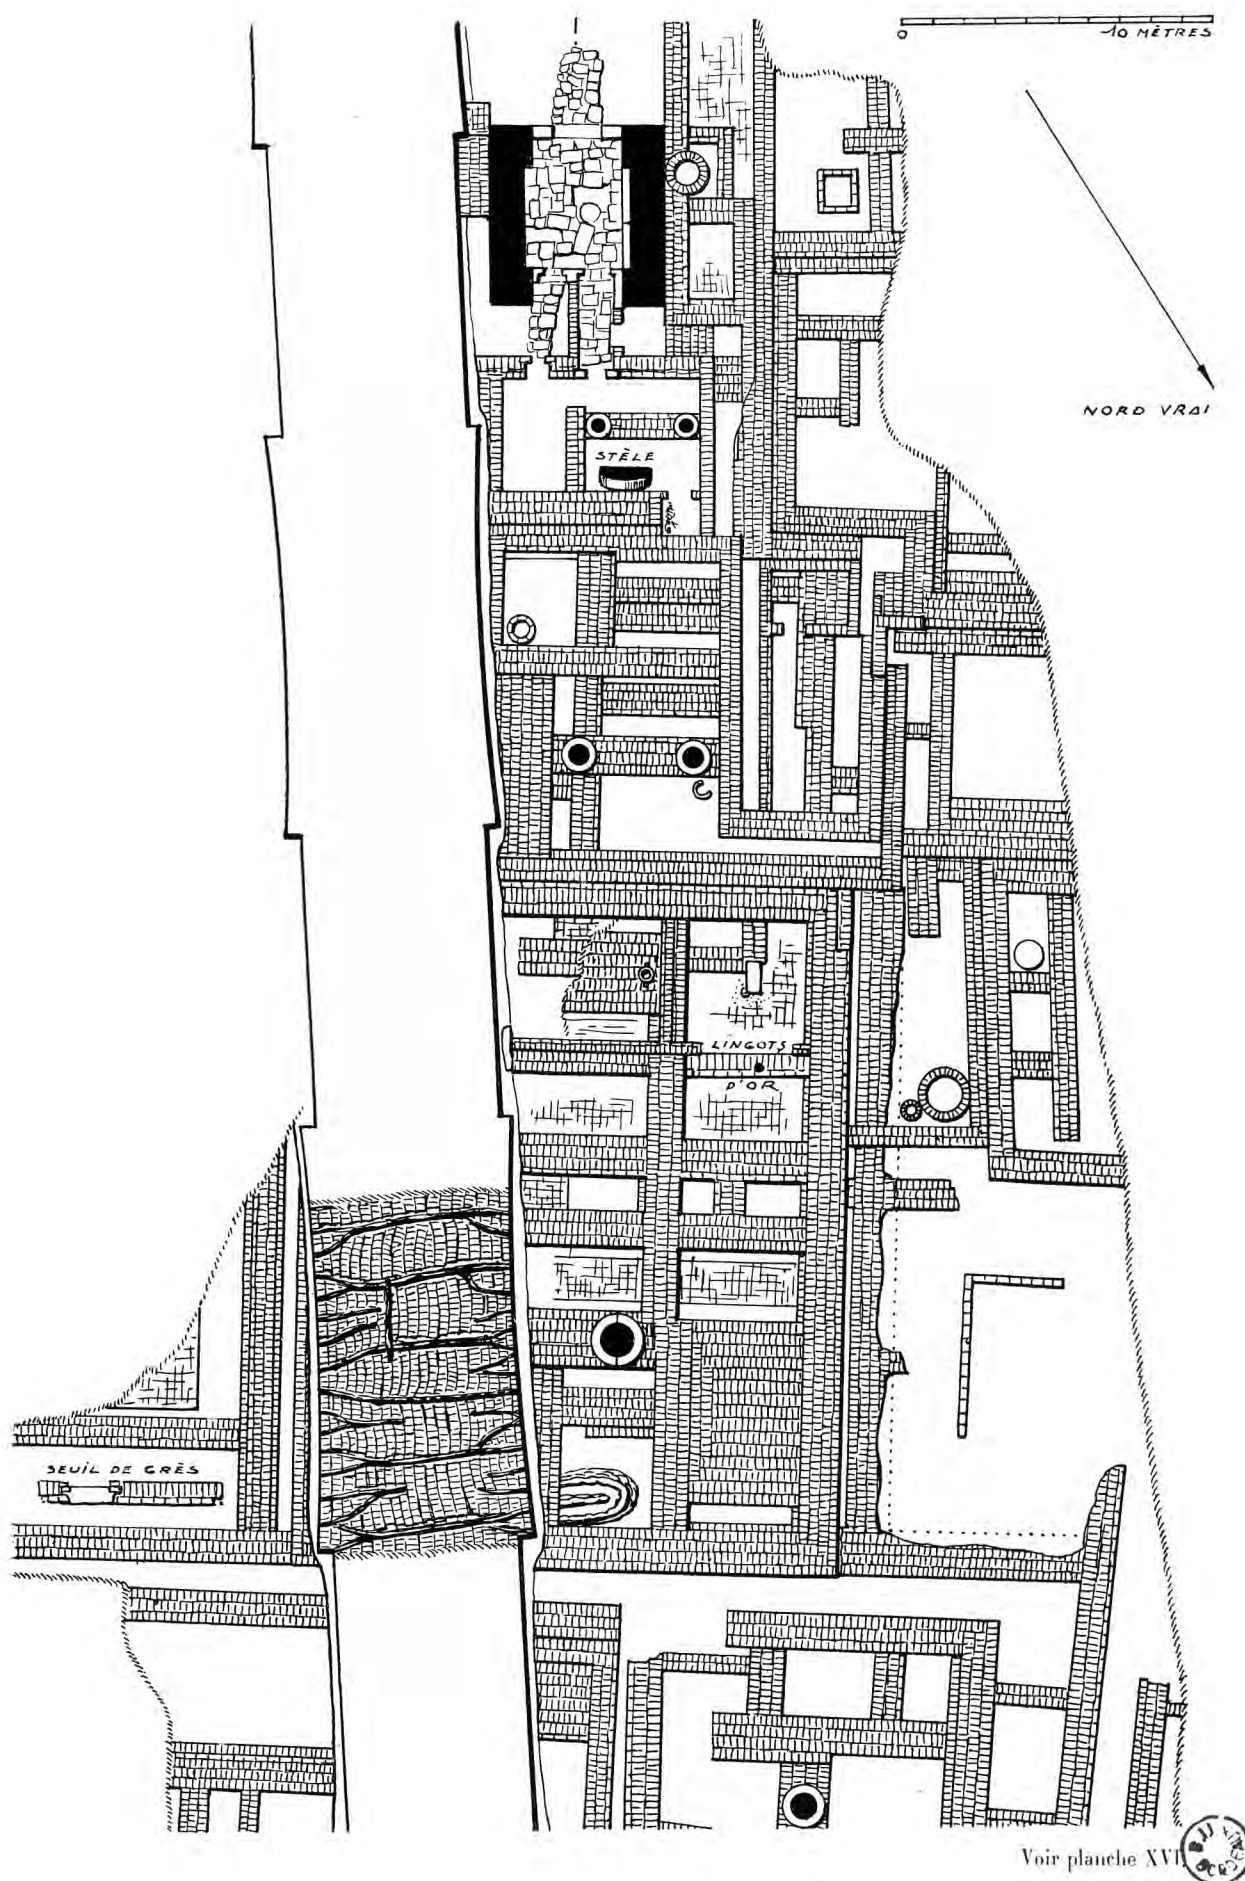 0 10 MÈTRES
NORD VRAI
STÈLE
LINGOTS
D'OR
SEUIL DE GRÈS
Voir planche XVI